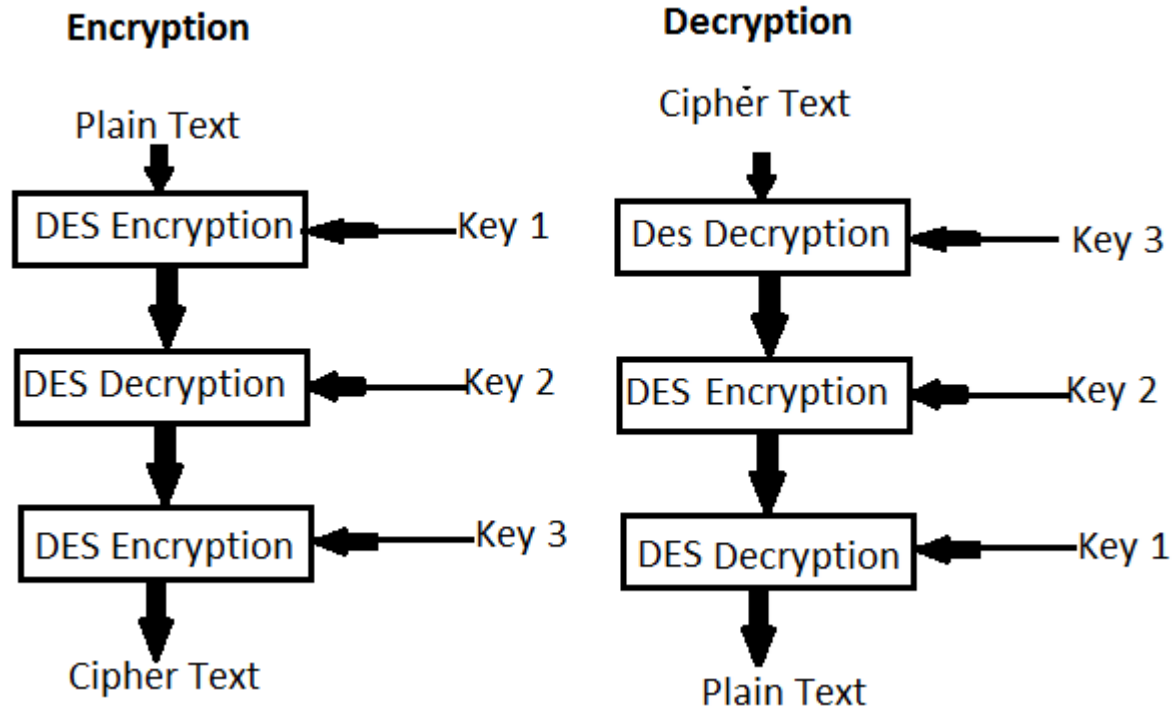 Encryption
Plain Text
DES Encryption
Key 1
DES Decryption
Key 2
DES Encryption
Key 3
Cipher Text
Decryption
Cipher Text
Des Decryption
Key 3
DES Encryption
Key 2
DES Decryption
Key 1
Plain Text